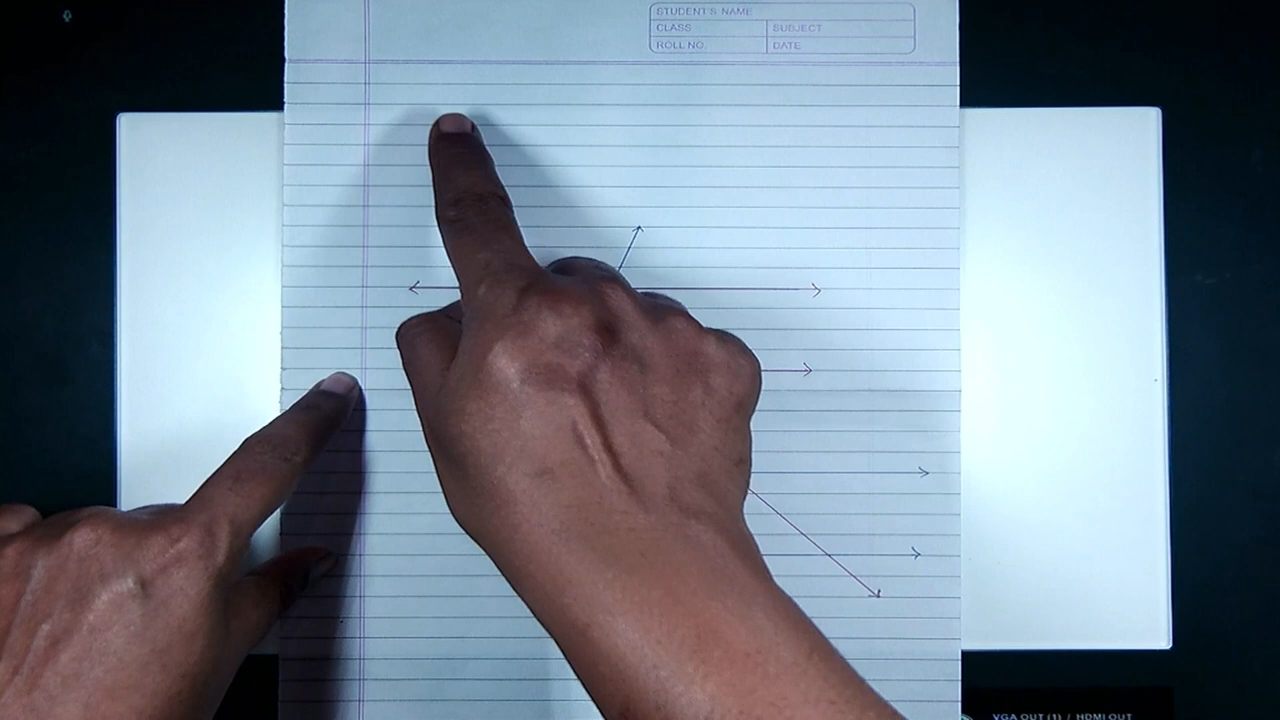 STUDENT'S NAME
CLASS SUBJECT
ROLL NO. DATE
VGA OUT (1) / HDMI OUT